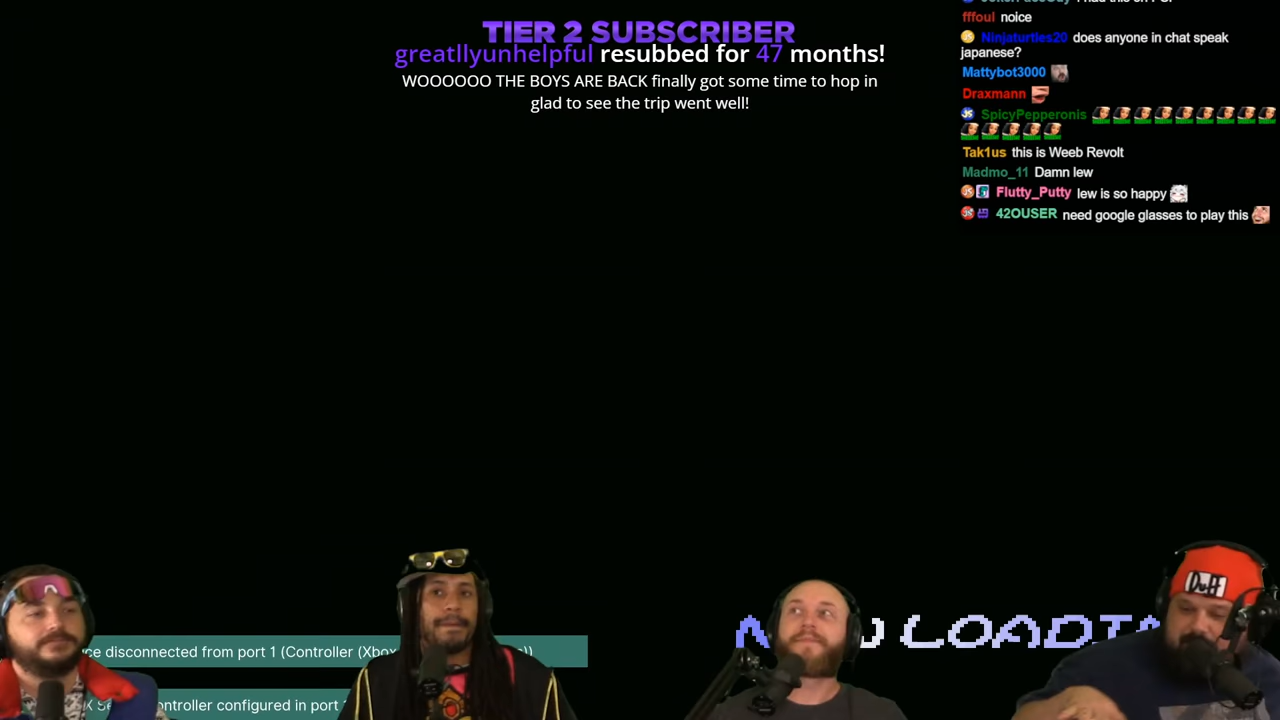 TIER 2 SUBSCRIBER
greatllyunhelpful resubbed for 47 months!
WOOOOOO THE BOYS ARE BACK finally got some time to hop in
glad to see the trip went well!
fffoul noice
Ninjaturtles20 does anyone in chat speak
japanese?
Mattybot3000
Draxmann
SpicyPepperonis
Tak1us this is Weeb Revolt
Madmo_11 Damn lew
Flutty_Putty lew is so happy
42OUSER need google glasses to play this
Duff
LOADI
disconnected from port 1 (Controller (Xbox
configured in port